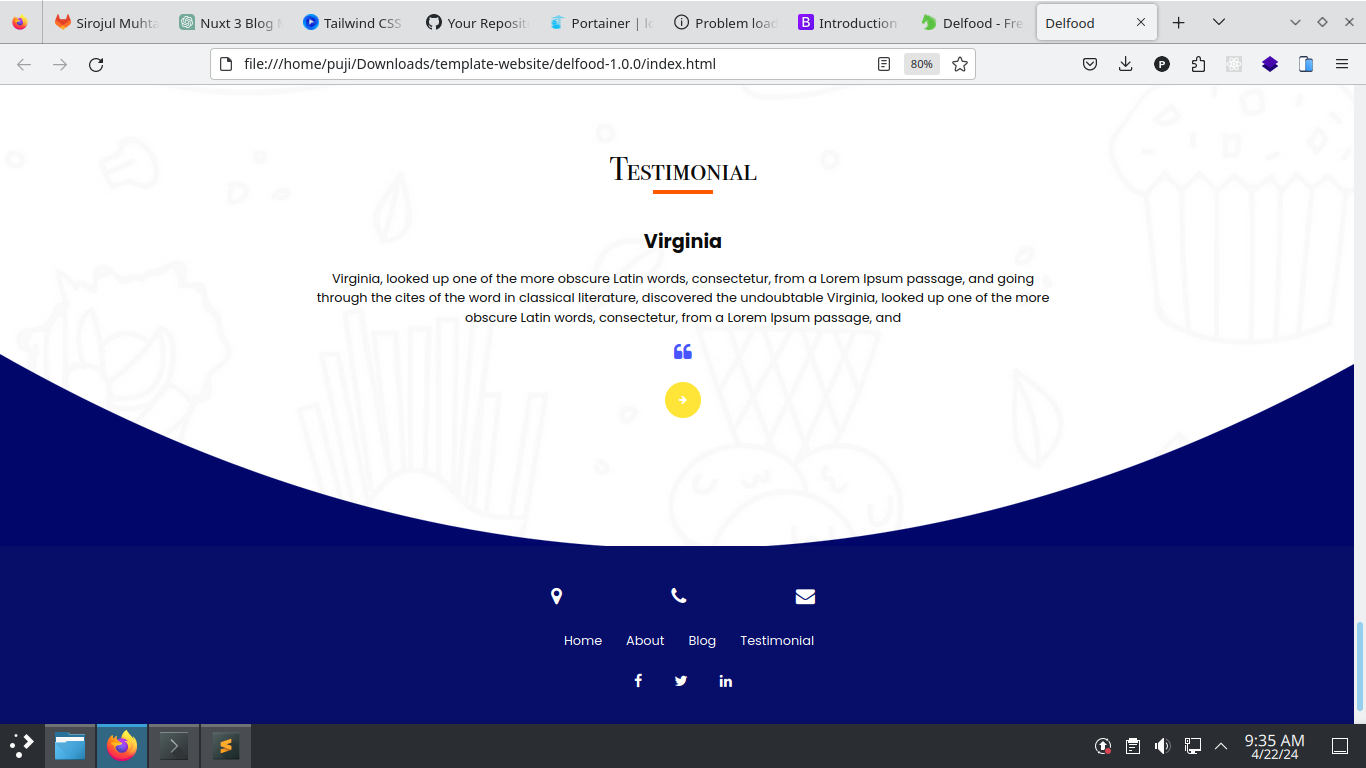 Sirojul Muhta
Nuxt 3 Blog
Tailwind CSS
Your Reposit
Portainer |
Problem load
Introduction
Delfood - Fre
Delfood
file:///home/puji/Downloads/template-website/delfood-1.0.0/index.html
80%
P
Testimonial
Virginia
Virginia, looked up one of the more obscure Latin words, consectetur, from a Lorem Ipsum passage, and going
through the cites of the word in classical literature, discovered the undoubtable Virginia, looked up one of the more
obscure Latin words, consectetur, from a Lorem Ipsum passage, and
Home About Blog Testimonial
9:35 AM
4/22/24